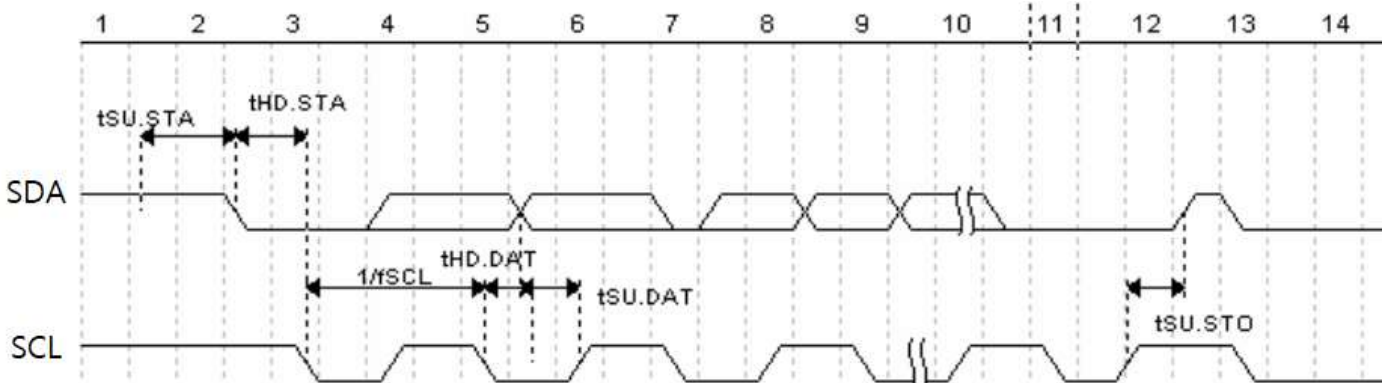 1 2 3 4 5 6 7 8 9 10 11 12 13 14
tHD.STA
tSU.STA
SDA
tHD.DAT
1/fSCL
tSU.DAT
tSU.STO
SCL